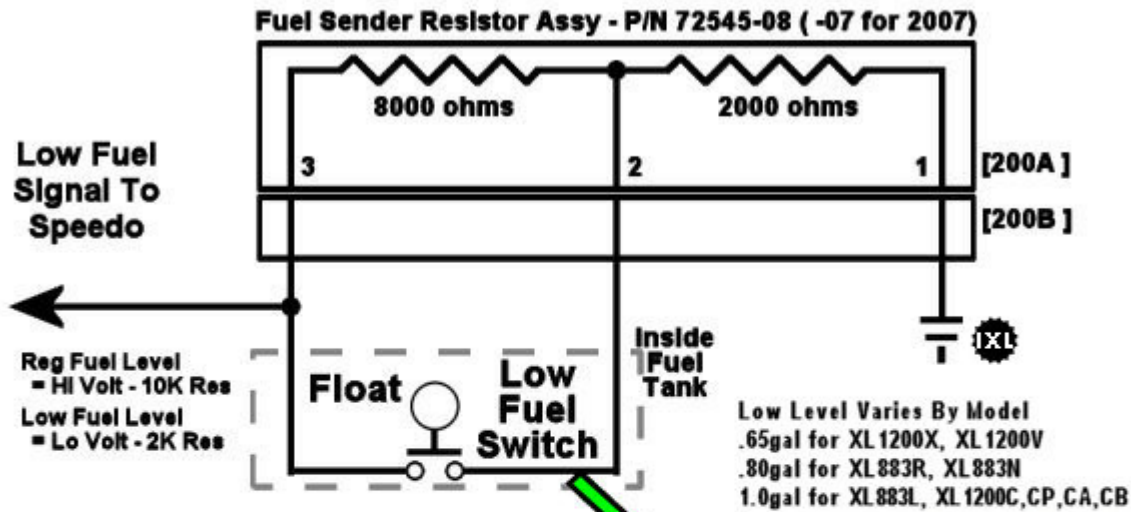 Fuel Sender Resistor Assy - P/N 72545-08 ( -07 for 2007)
8000 ohms
2000 ohms
3
2
1
[200A ]
[200B ]
Low Fuel
Signal To
Speedo
Reg Fuel Level
= Hi Volt - 10K Res
Low Fuel Level
= Lo Volt - 2K Res
Float
Low
Fuel
Switch
Inside
Fuel
Tank
IXL
Low Level Varies By Model
.65gal for XL1200X, XL1200V
.80gal for XL883R, XL883N
1.0gal for XL883L, XL1200C,CP,CA,CB